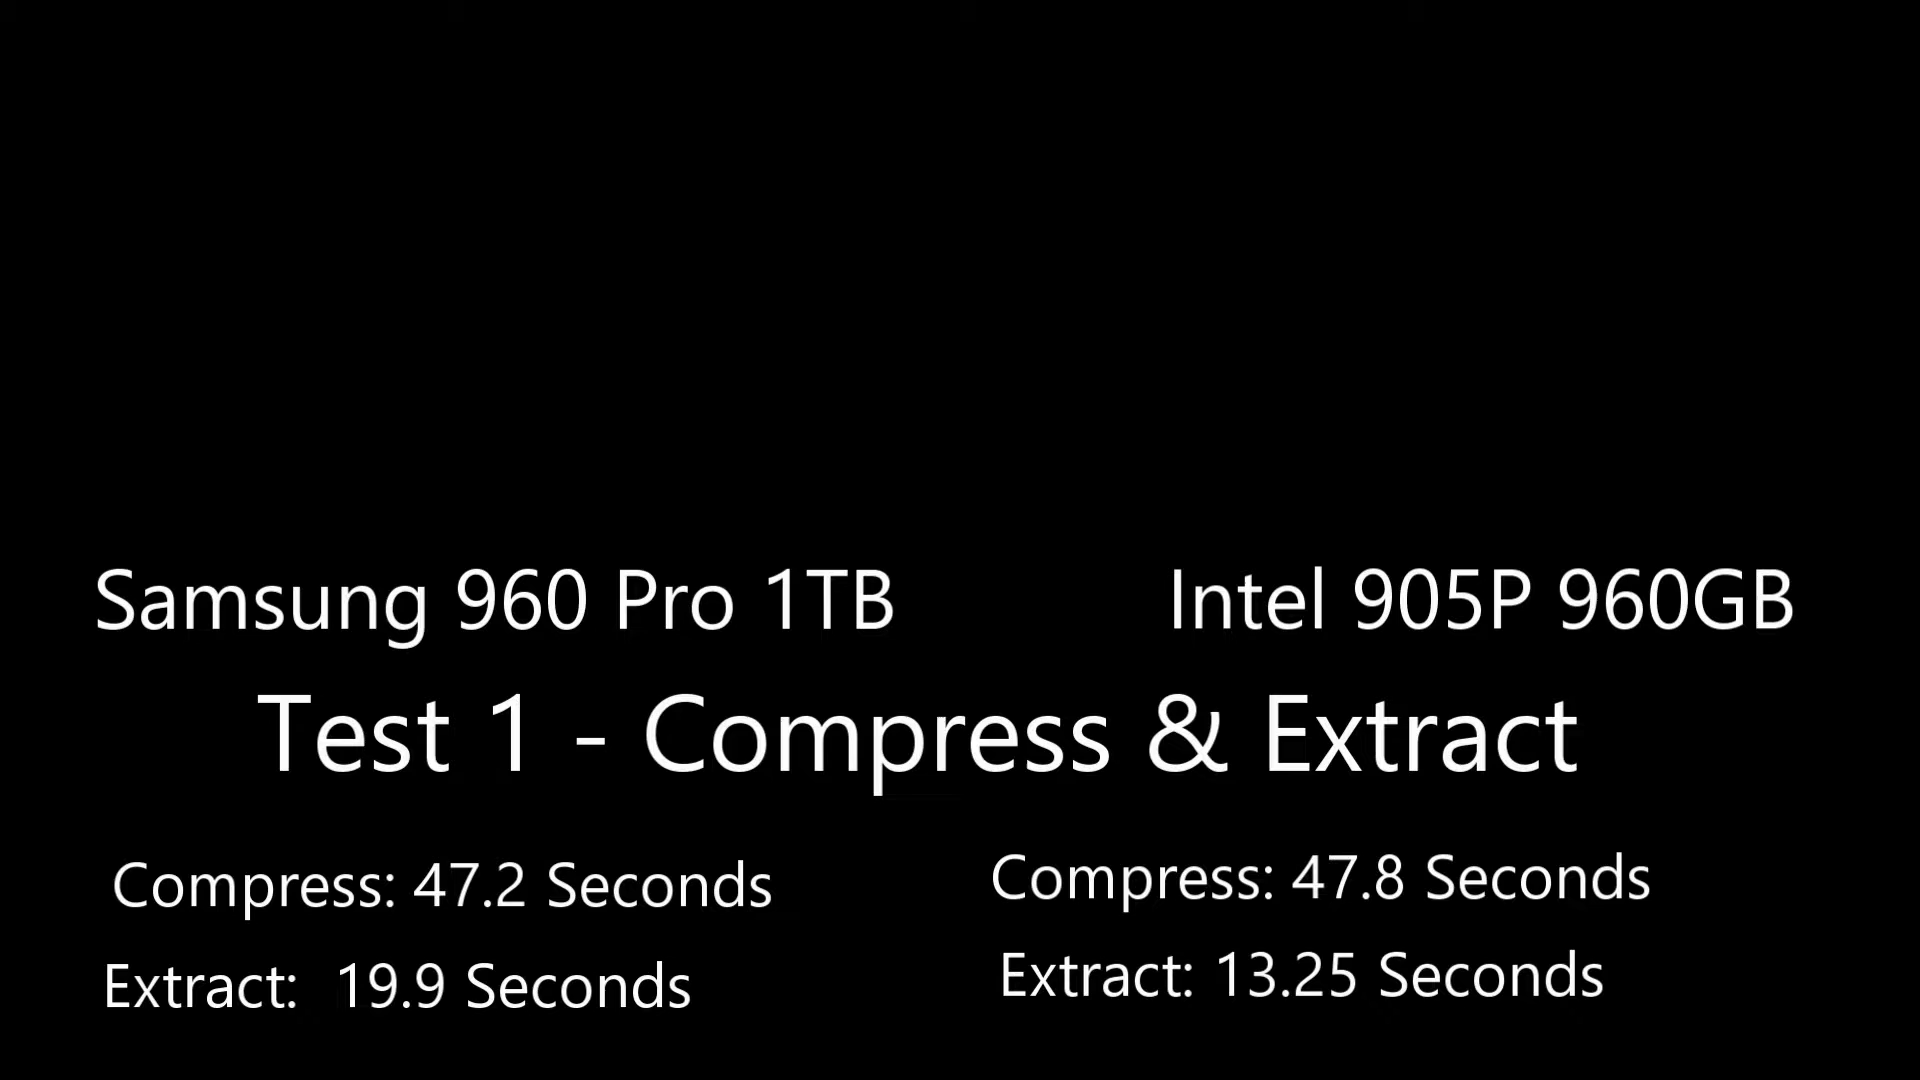 Samsung 960 Pro 1TB
Intel 905P 960GB
Test 1 - Compress & Extract
Compress: 47.2 Seconds
Compress: 47.8 Seconds
Extract:  19.9 Seconds
Extract: 13.25 Seconds